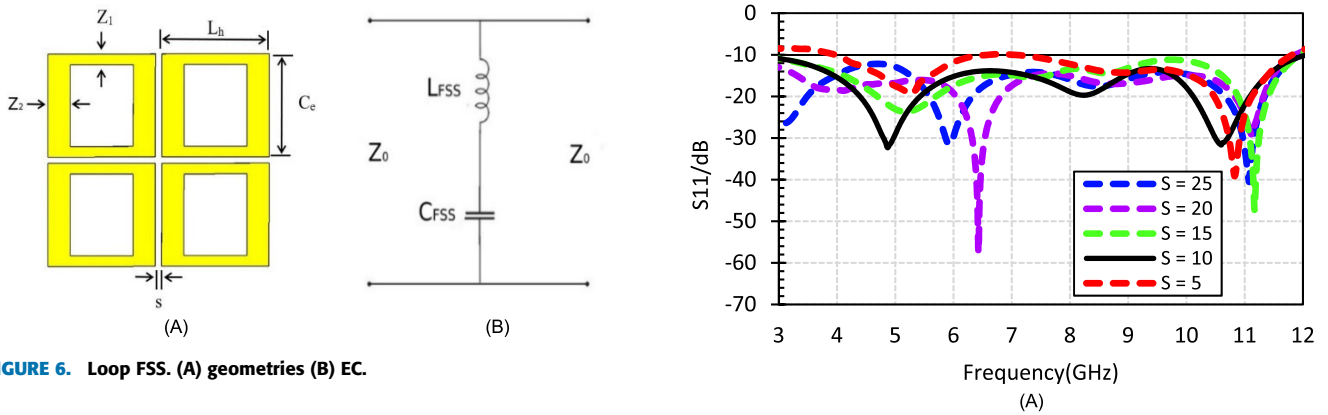 Z1
Lh
Z2
Ce
s
(A)
LFSS
Z0
Z0
CFSS
(B)
IGURE 6. Loop FSS. (A) geometries (B) EC.
0
-10
-20
-30
-40
-50
-60
-70
S11/dB
S = 25
S = 20
S = 15
S = 10
S = 5
3 4 5 6 7 8 9 10 11 12
Frequency(GHz)
(A)